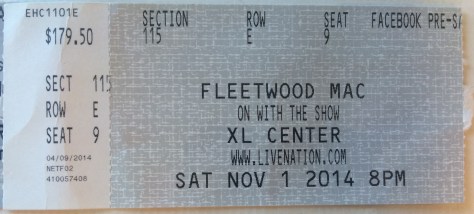 EHC1101E
$179.50
SECT 115
ROW E
SEAT 9
04/09/2014
NETF02
410057408
SECTION ROW SEAT FACEBOOK PRE-SA
115 E 9
FLEETWOOD MAC
ON WITH THE SHOW
XL CENTER
WWW.LIVENATION.COM
SAT NOV 1 2014 8PM